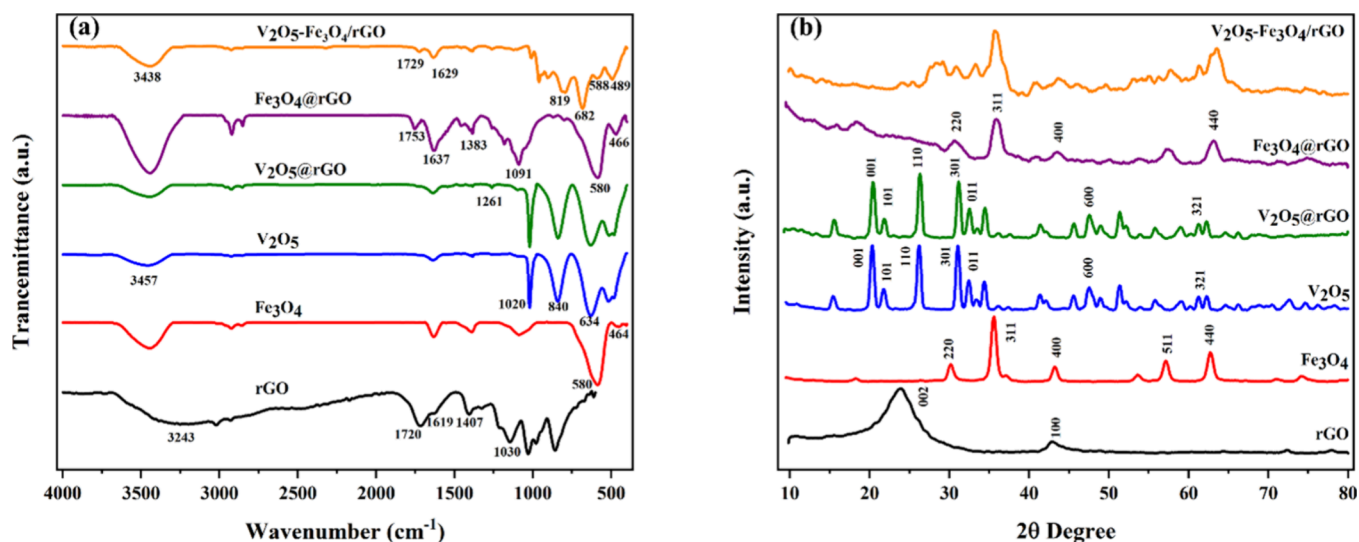 (a)
V₂O₅-Fe₃O₄/rGO
3438
1729
1629
819
682
588
489
Fe₃O₄@rGO
1753
1637
1383
1091
580
466
V₂O₅@rGO
1261
V₂O₅
3457
1020
840
634
Fe₃O₄
464
580
rGO
3243
1720
1619
1407
1030
4000 3500 3000 2500 2000 1500 1000 500
Wavenumber (cm⁻¹)
Trancemittance (a.u.)
(b)
V₂O₅-Fe₃O₄/rGO
220
311
400
440
Fe₃O₄@rGO
001
101
110
301
011
600
321
V₂O₅@rGO
001
101
110
301
011
600
321
V₂O₅
220
311
400
511
440
Fe₃O₄
002
100
rGO
10 20 30 40 50 60 70 80
2θ Degree
Intensity (a.u.)